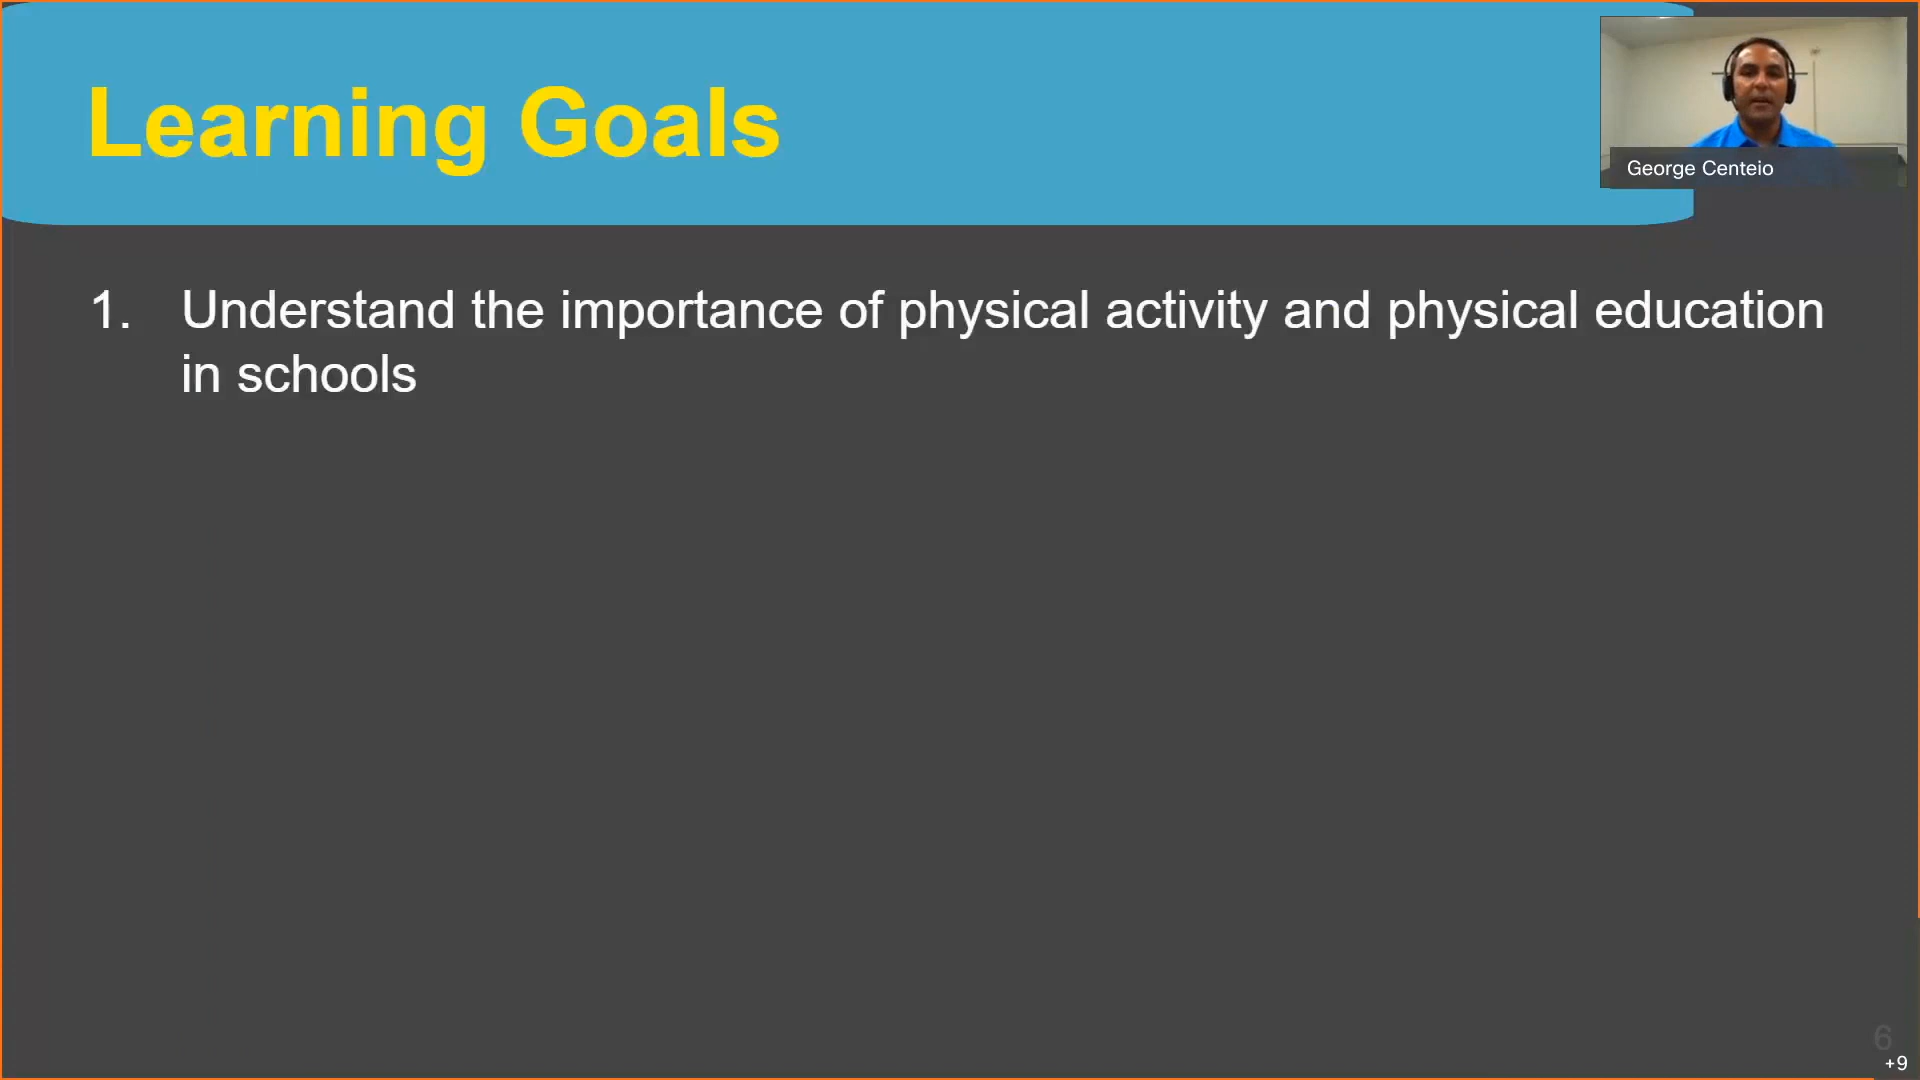 Learning Goals
George Centeio
1. Understand the importance of physical activity and physical education
in schools
6
+9